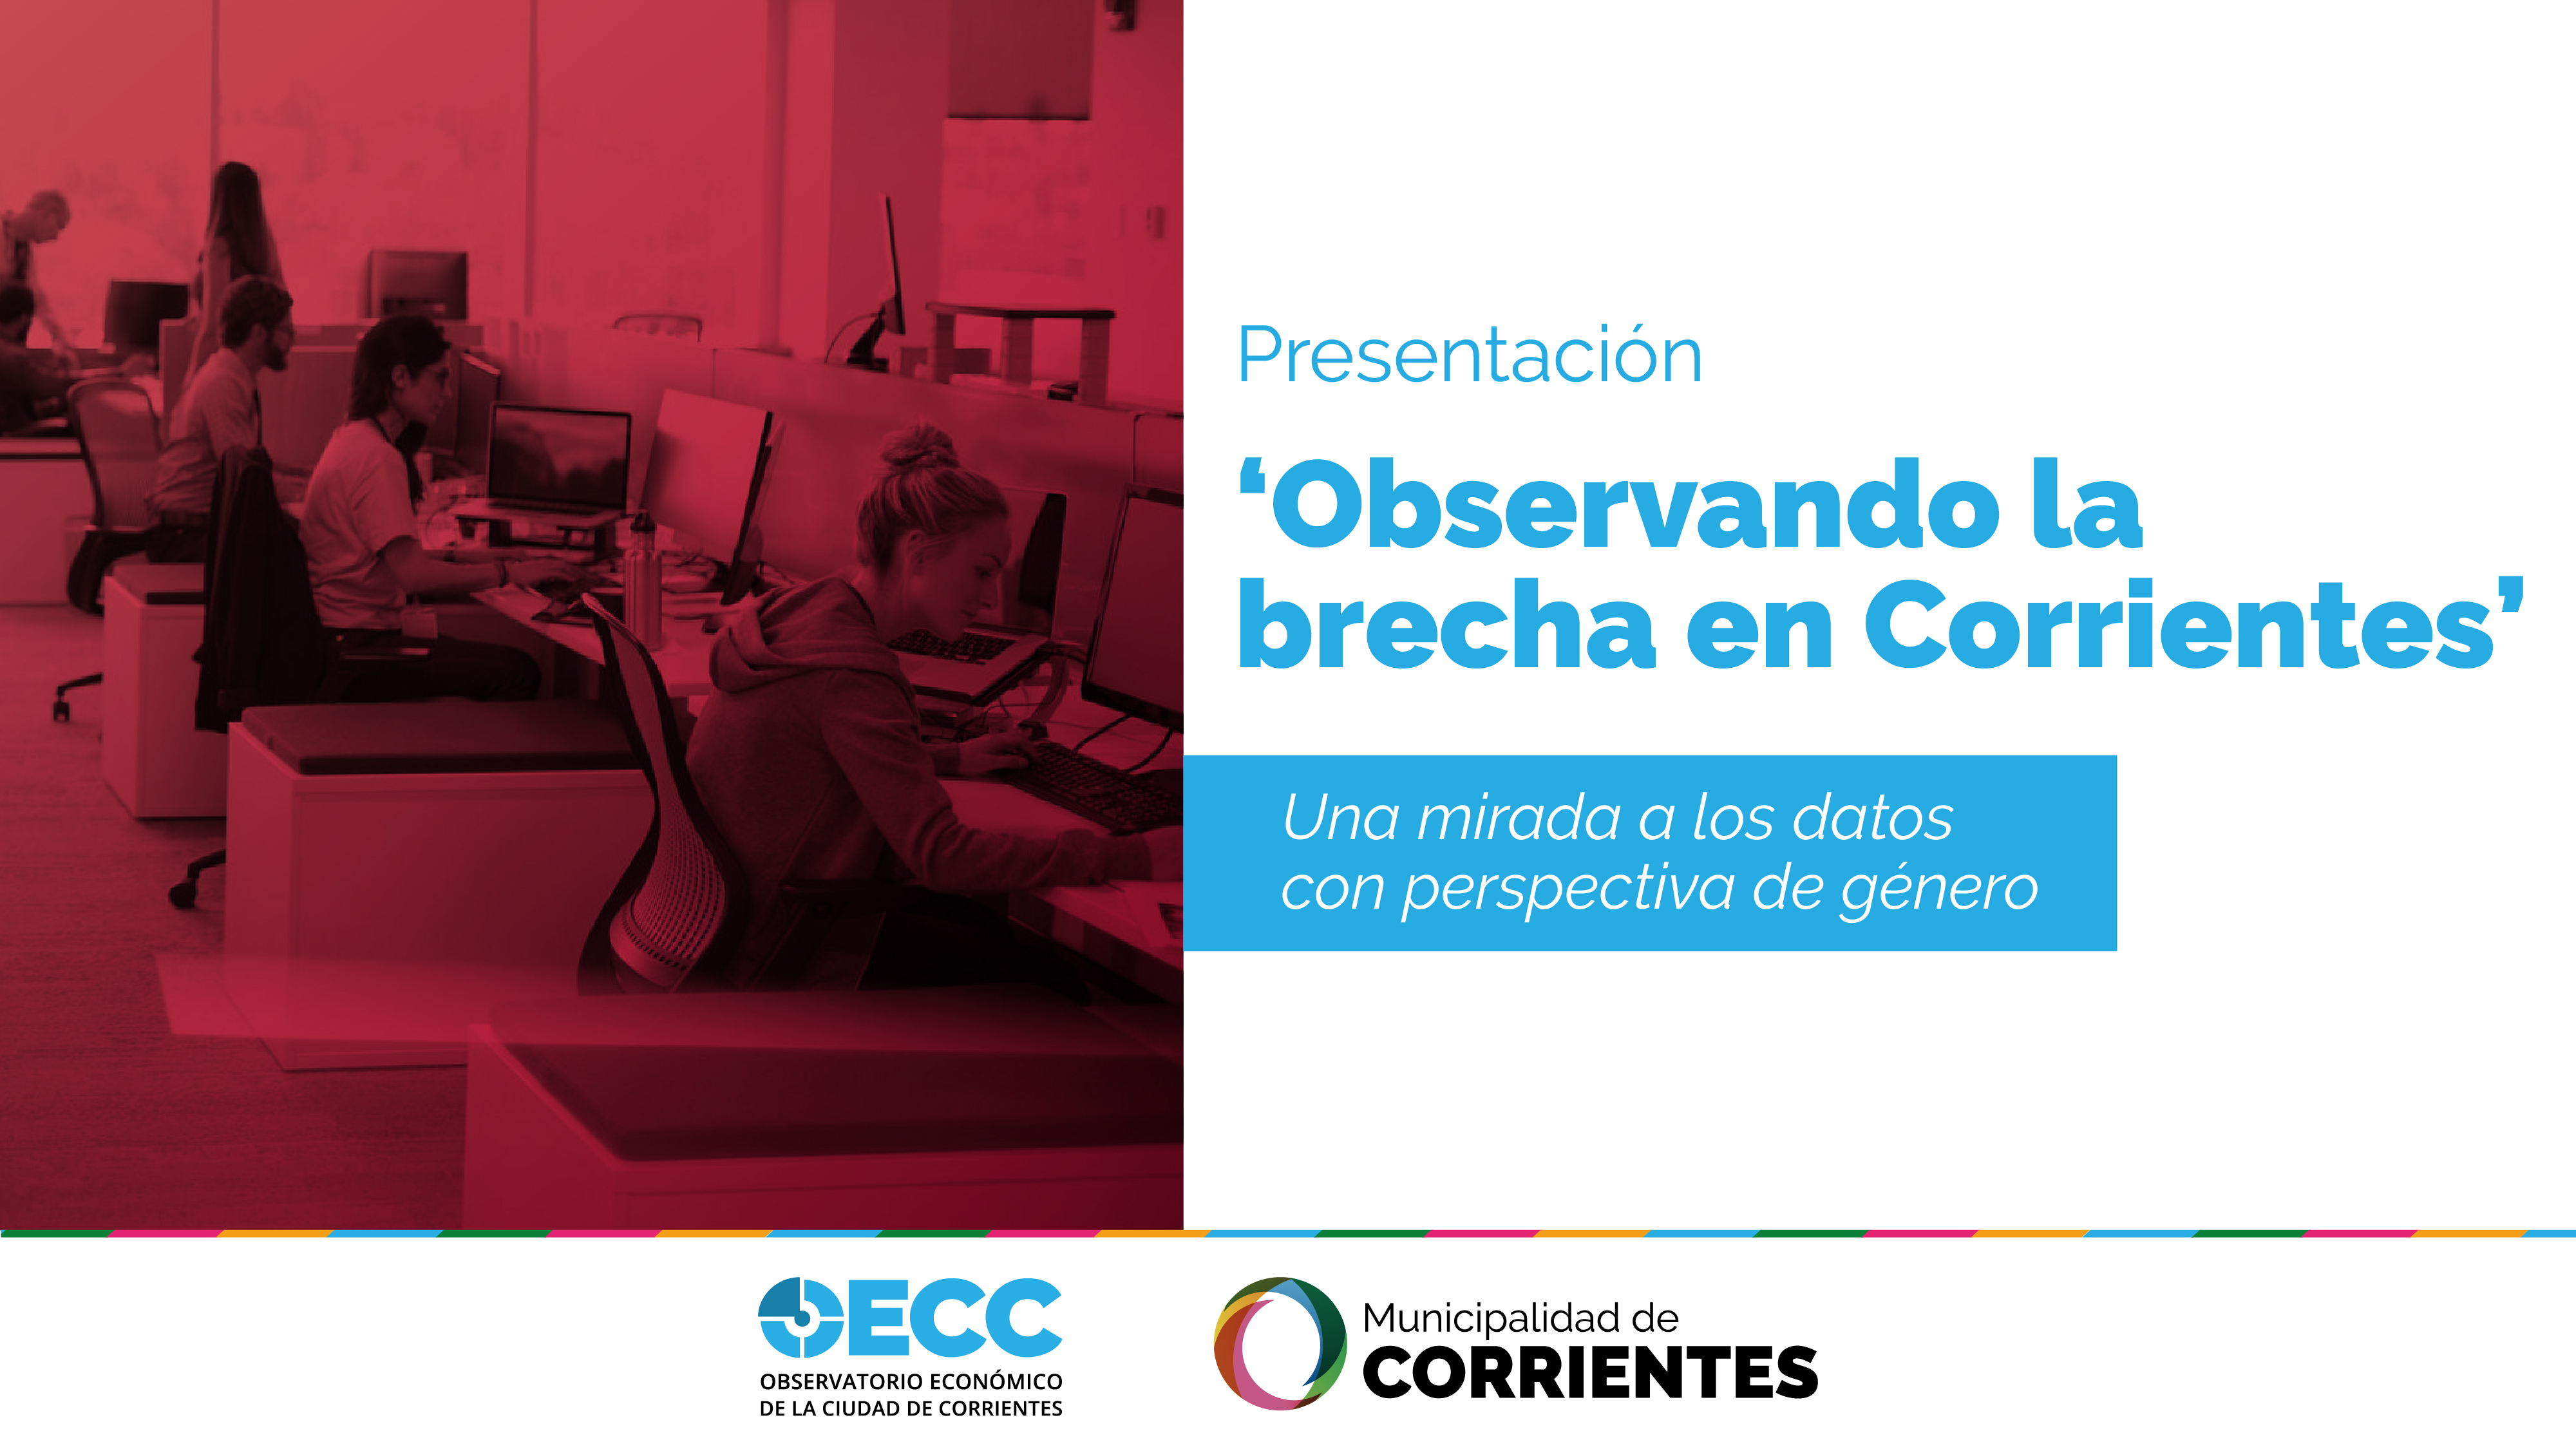 Presentación
‘Observando la
brecha en Corrientes’
Una mirada a los datos
con perspectiva de género
OECC
OBSERVATORIO ECONÓMICO
DE LA CIUDAD DE CORRIENTES
Municipalidad de
CORRIENTES